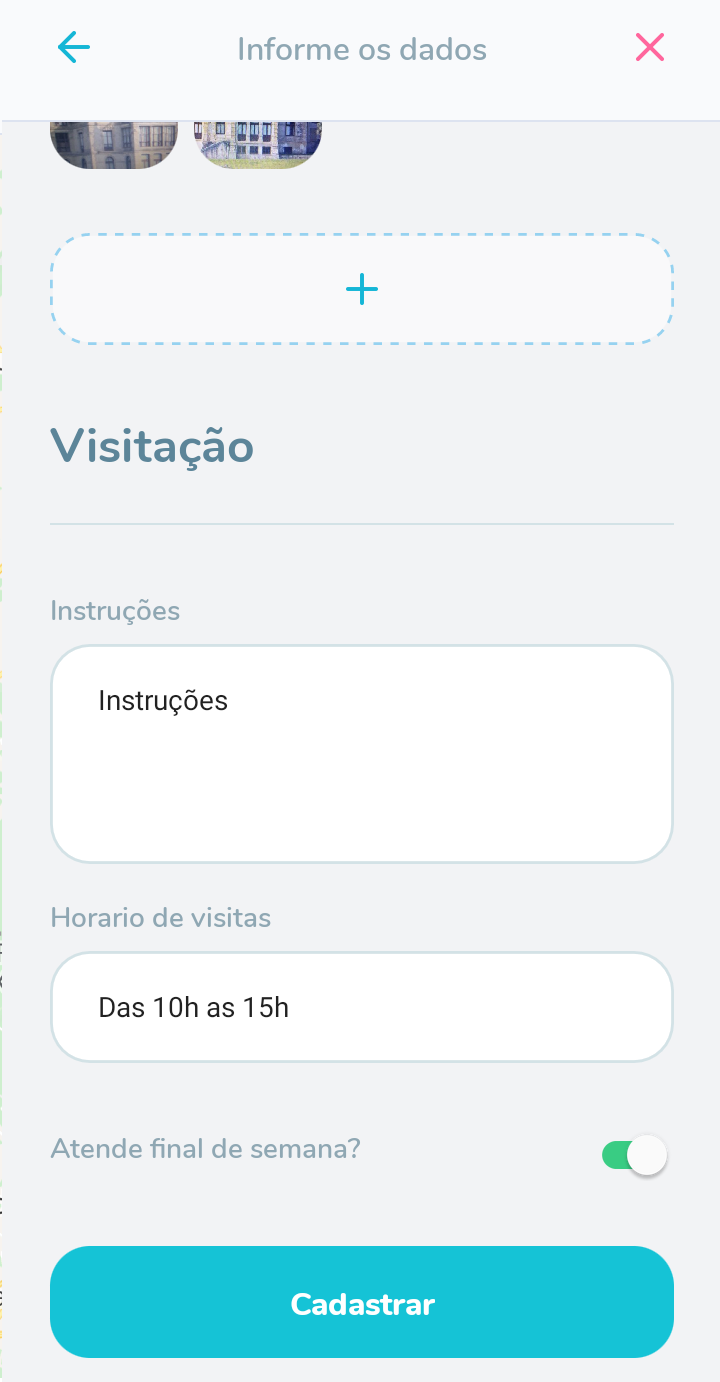 Informe os dados
Visitação
Instruções
Instruções
Horario de visitas
Das 10h as 15h
Atende final de semana?
Cadastrar